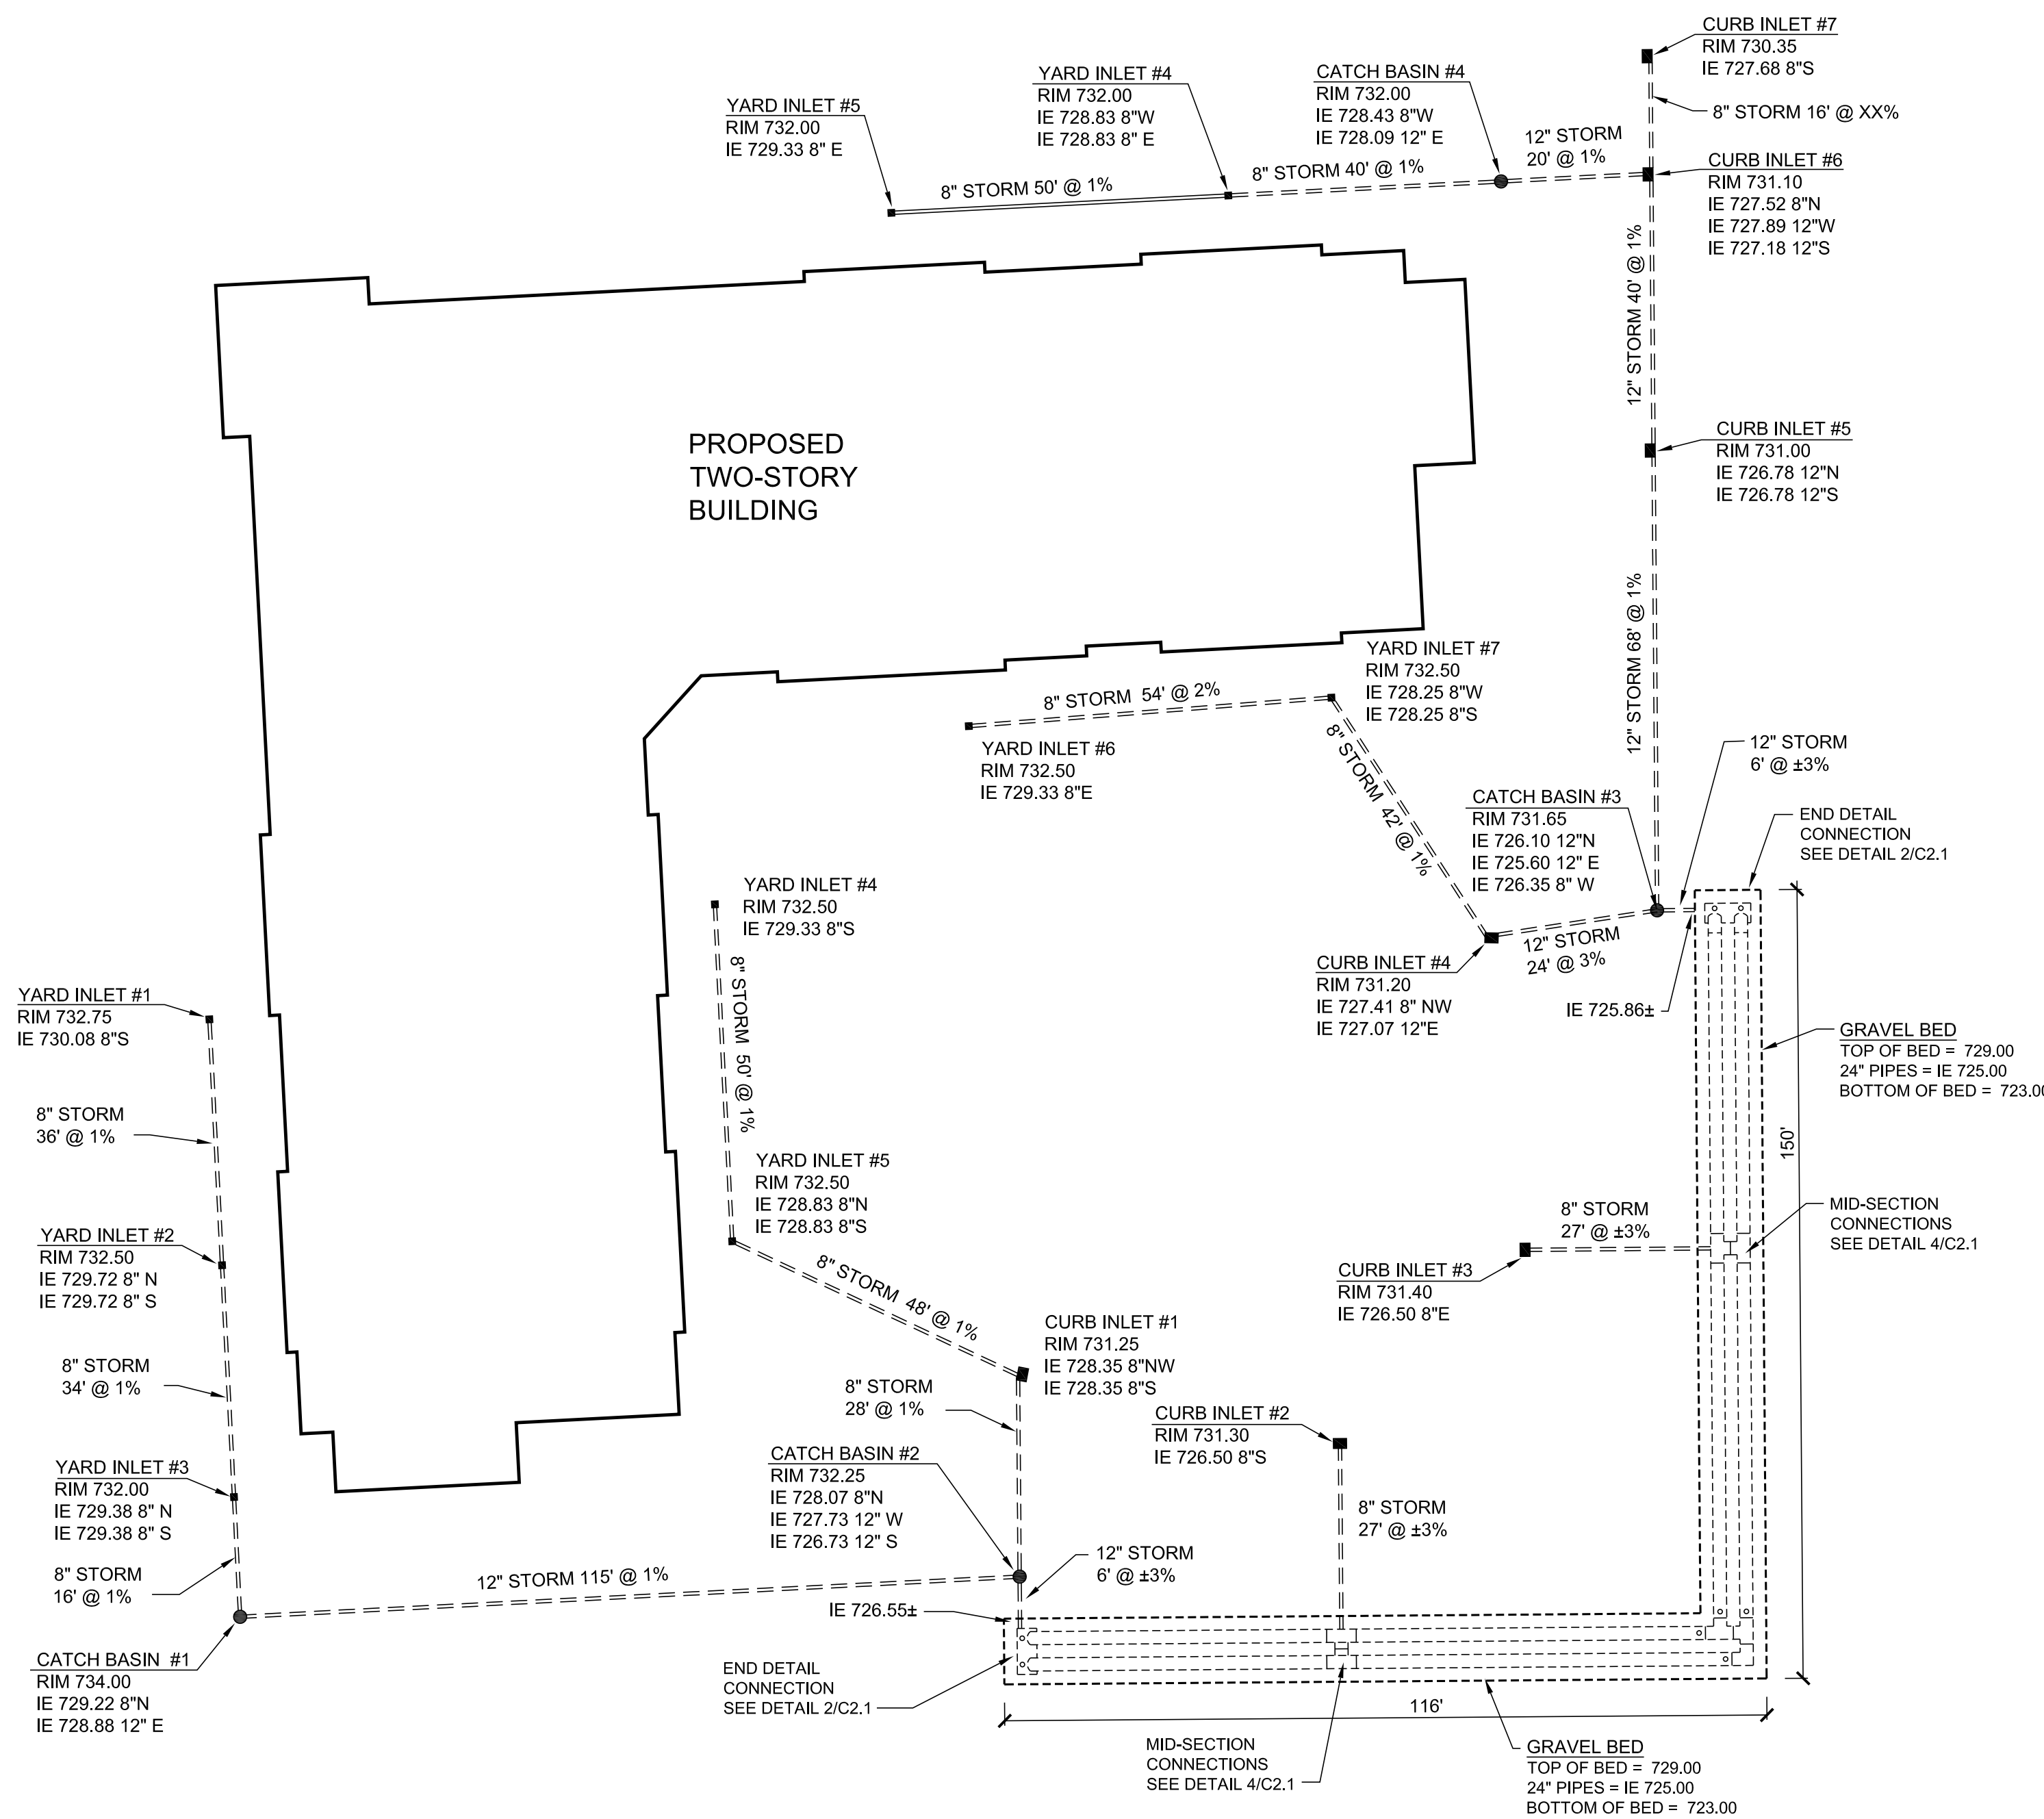 CURB INLET #7
RIM 730.35
IE 727.68 8"S
8" STORM 16' @ XX%
YARD INLET #4
RIM 732.00
IE 728.83 8"W
IE 728.83 8" E
CATCH BASIN #4
RIM 732.00
IE 728.43 8"W
IE 728.09 12" E
YARD INLET #5
RIM 732.00
IE 729.33 8" E
12" STORM
20' @ 1%
8" STORM 40' @ 1%
8" STORM 50' @ 1%
CURB INLET #6
RIM 731.10
IE 727.52 8"N
IE 727.89 12"W
IE 727.18 12"S
12" STORM 40' @ 1%
PROPOSED
TWO-STORY
BUILDING
CURB INLET #5
RIM 731.00
IE 726.78 12"N
IE 726.78 12"S
12" STORM 68' @ 1%
YARD INLET #7
RIM 732.50
IE 728.25 8"W
IE 728.25 8"S
8" STORM 54' @ 2%
YARD INLET #6
RIM 732.50
IE 729.33 8"E
8" STORM 42' @ 1%
12" STORM
6' @ ±3%
CATCH BASIN #3
RIM 731.65
IE 726.10 12"N
IE 725.60 12" E
IE 726.35 8" W
END DETAIL
CONNECTION
SEE DETAIL 2/C2.1
YARD INLET #4
RIM 732.50
IE 729.33 8"S
12" STORM
24' @ 3%
CURB INLET #4
RIM 731.20
IE 727.41 8" NW
IE 727.07 12"E
IE 725.86±
8" STORM 50' @ 1%
YARD INLET #1
RIM 732.75
IE 730.08 8"S
GRAVEL BED
TOP OF BED = 729.00
24" PIPES = IE 725.00
BOTTOM OF BED = 723.00
8" STORM
36' @ 1%
150'
YARD INLET #5
RIM 732.50
IE 728.83 8"N
IE 728.83 8"S
8" STORM
27' @ ±3%
MID-SECTION
CONNECTIONS
SEE DETAIL 4/C2.1
YARD INLET #2
RIM 732.50
IE 729.72 8" N
IE 729.72 8" S
8" STORM 48' @ 1%
CURB INLET #3
RIM 731.40
IE 726.50 8"E
CURB INLET #1
RIM 731.25
IE 728.35 8"NW
IE 728.35 8"S
8" STORM
34' @ 1%
8" STORM
28' @ 1%
CURB INLET #2
RIM 731.30
IE 726.50 8"S
CATCH BASIN #2
RIM 732.25
IE 728.07 8"N
IE 727.73 12" W
IE 726.73 12" S
YARD INLET #3
RIM 732.00
IE 729.38 8" N
IE 729.38 8" S
8" STORM
27' @ ±3%
12" STORM
6' @ ±3%
8" STORM
16' @ 1%
12" STORM 115' @ 1%
IE 726.55±
CATCH BASIN #1
RIM 734.00
IE 729.22 8"N
IE 728.88 12" E
END DETAIL
CONNECTION
SEE DETAIL 2/C2.1
116'
MID-SECTION
CONNECTIONS
SEE DETAIL 4/C2.1
GRAVEL BED
TOP OF BED = 729.00
24" PIPES = IE 725.00
BOTTOM OF BED = 723.00